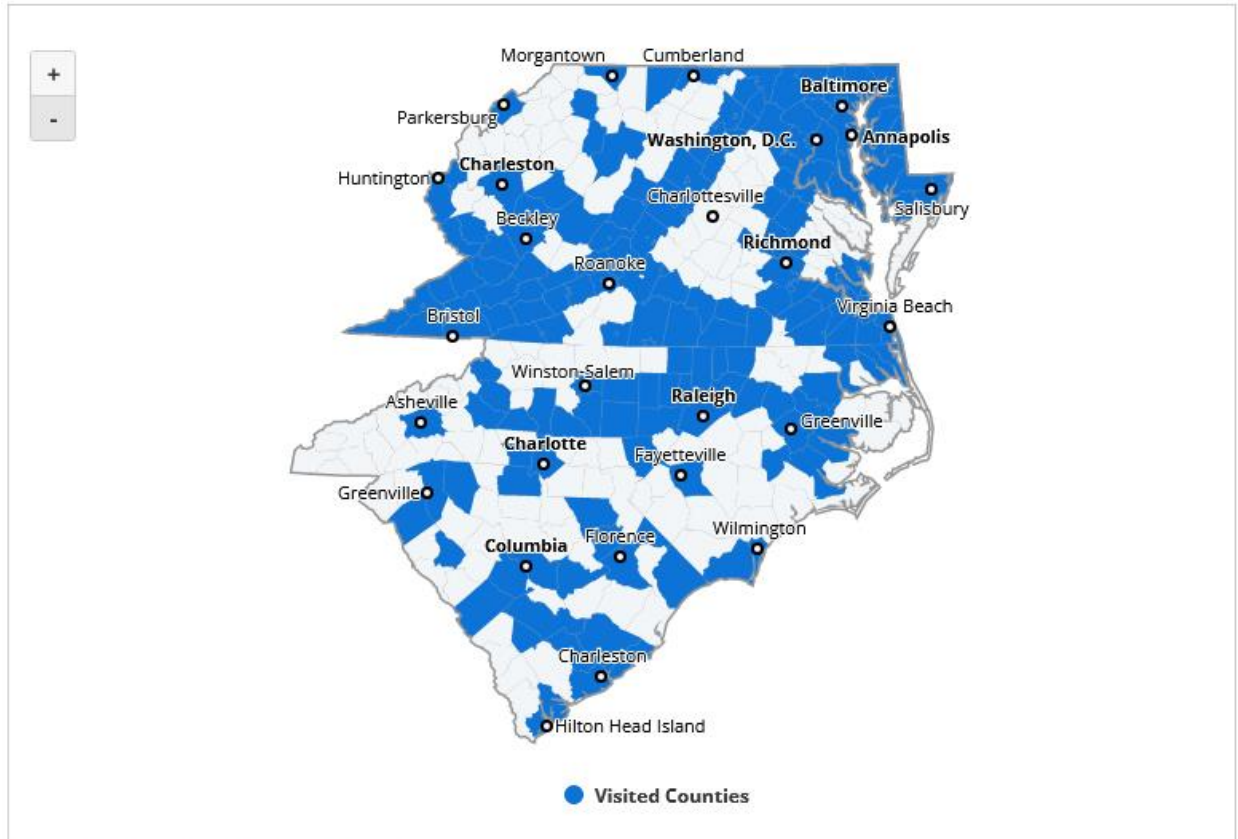 +
-
Morgantown
Cumberland
Baltimore
Parkersburg
Washington, D.C.
Annapolis
Charleston
Huntington
Charlottesville
Salisbury
Beckley
Richmond
Roanoke
Virginia Beach
Bristol
Winston-Salem
Raleigh
Asheville
Greenville
Charlotte
Fayetteville
Greenville
Wilmington
Florence
Columbia
Charleston
Hilton Head Island
Visited Counties